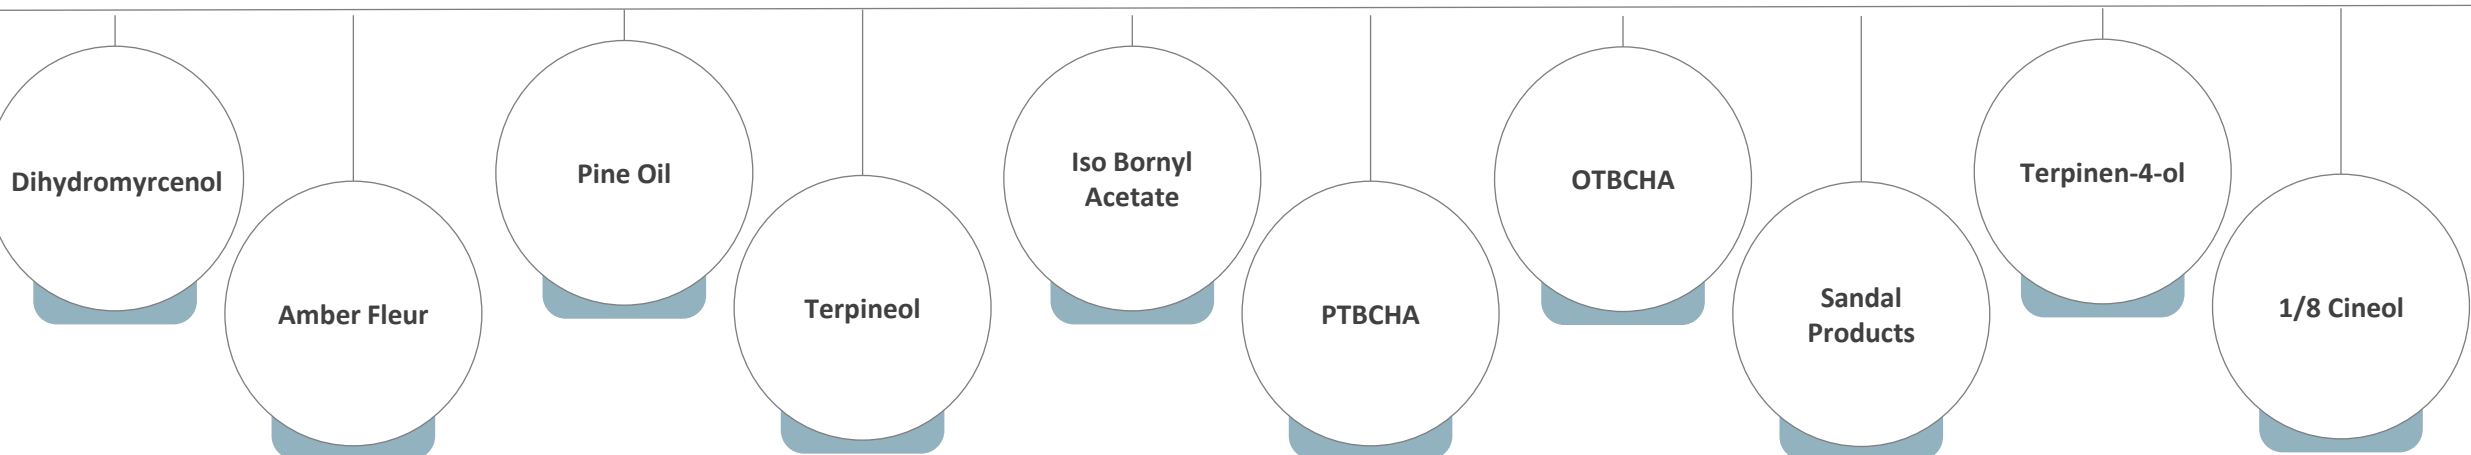 Dihydromyrcenol
Amber Fleur
Pine Oil
Terpineol
Iso Bornyl
Acetate
PTBCHA
OTBCHA
Sandal
Products
Terpinen-4-ol
1/8 Cineol